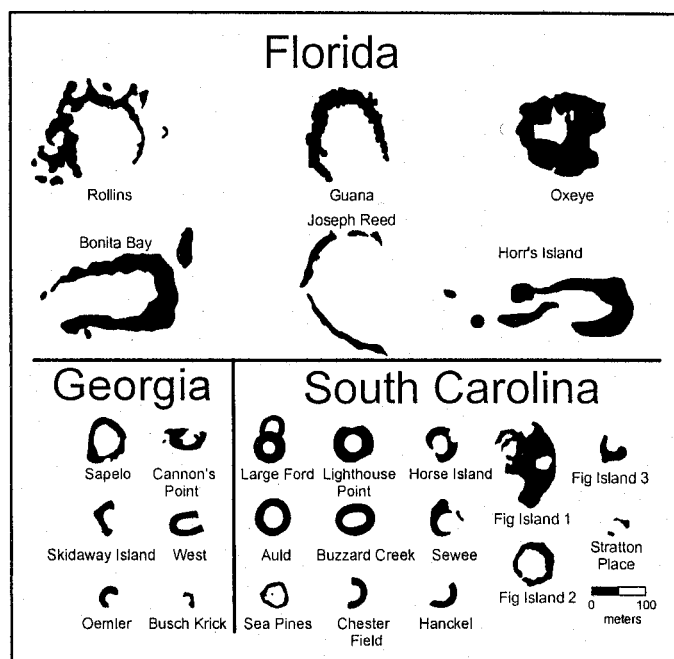 Florida
Rollins
Guana
Oxeye
Bonita Bay
Joseph Reed
Horr's Island
Georgia
South Carolina
Sapelo
Cannon's
Point
Large Ford
Lighthouse
Point
Horse Island
Fig Island 1
Fig Island 3
Skidaway Island
West
Auld
Buzzard Creek
Sewee
Fig Island 2
Stratton
Place
Oemler
Busch Krick
Sea Pines
Chester
Field
Hanckel
0 100
meters